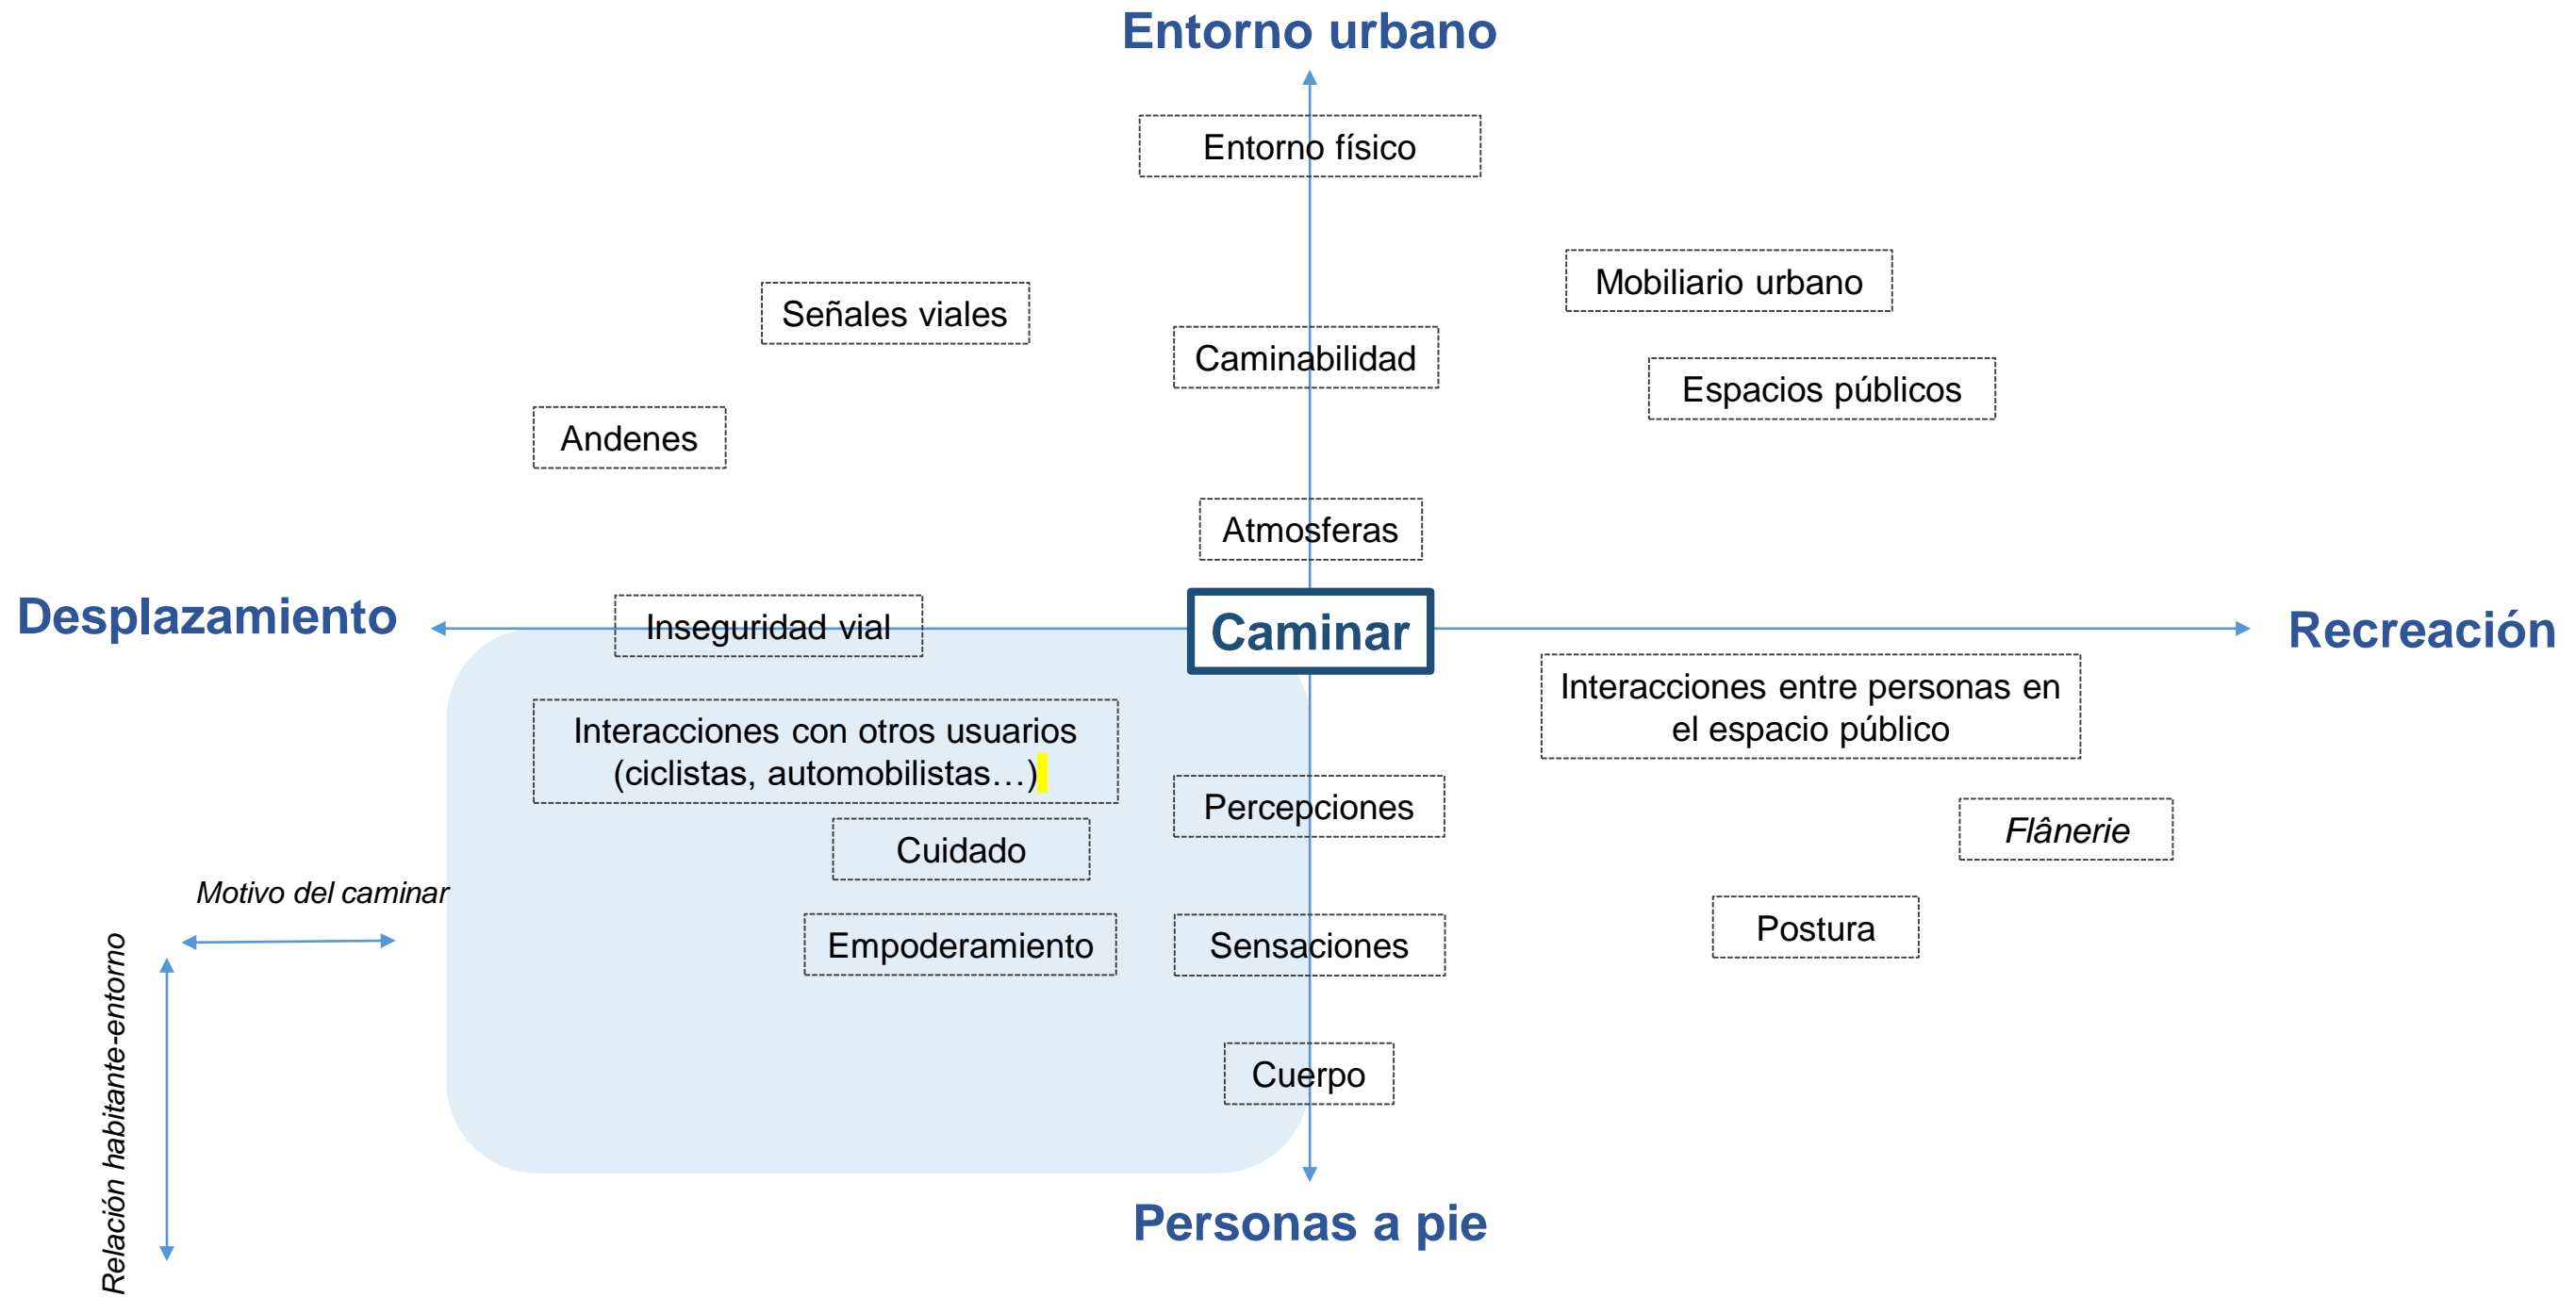 Entorno urbano
Entorno físico
Mobiliario urbano
Señales viales
Caminabilidad
Espacios públicos
Andenes
Atmosferas
Desplazamiento
Inseguridad vial
Caminar
Recreación
Interacciones entre personas en
el espacio público
Interacciones con otros usuarios
(ciclistas, automobilistas…)
Percepciones
Flânerie
Cuidado
Motivo del caminar
Postura
Empoderamiento
Sensaciones
Relación habitante-entorno
Cuerpo
Personas a pie